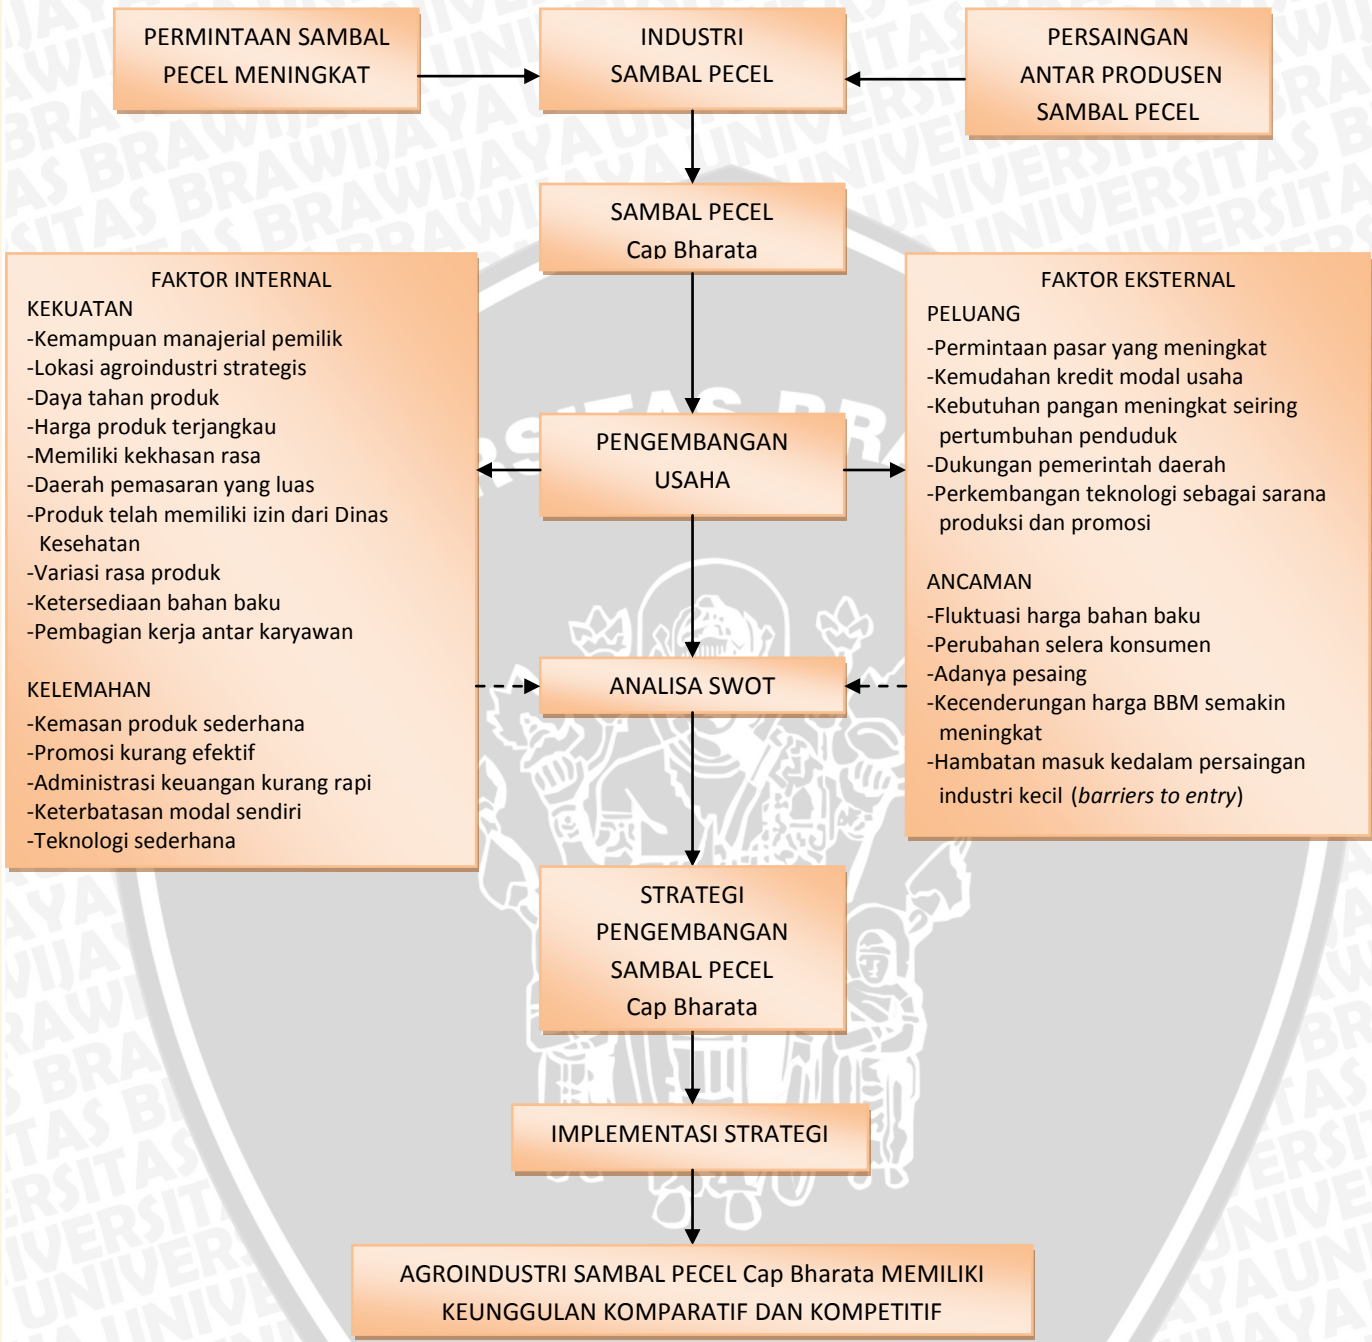 PERMINTAAN SAMBAL
PECEL MENINGKAT
INDUSTRI
SAMBAL PECEL
PERSAINGAN
ANTAR PRODUSEN
SAMBAL PECEL
SAMBAL PECEL
Cap Bharata
FAKTOR INTERNAL
KEKUATAN
-Kemampuan manajerial pemilik
-Lokasi agroindustri strategis
-Daya tahan produk
-Harga produk terjangkau
-Memiliki kekhasan rasa
-Daerah pemasaran yang luas
-Produk telah memiliki izin dari Dinas
Kesehatan
-Variasi rasa produk
-Ketersediaan bahan baku
-Pembagian kerja antar karyawan
KELEMAHAN
-Kemasan produk sederhana
-Promosi kurang efektif
-Administrasi keuangan kurang rapi
-Keterbatasan modal sendiri
-Teknologi sederhana
PENGEMBANGAN
USAHA
FAKTOR EKSTERNAL
PELUANG
-Permintaan pasar yang meningkat
-Kemudahan kredit modal usaha
-Kebutuhan pangan meningkat seiring
pertumbuhan penduduk
-Dukungan pemerintah daerah
-Perkembangan teknologi sebagai sarana
produksi dan promosi
ANCAMAN
-Fluktuasi harga bahan baku
-Perubahan selera konsumen
-Adanya pesaing
-Kecenderungan harga BBM semakin
meningkat
-Hambatan masuk kedalam persaingan
industri kecil (barriers to entry)
ANALISA SWOT
STRATEGI
PENGEMBANGAN
SAMBAL PECEL
Cap Bharata
IMPLEMENTASI STRATEGI
AGROINDUSTRI SAMBAL PECEL Cap Bharata MEMILIKI
KEUNGGULAN KOMPARATIF DAN KOMPETITIF